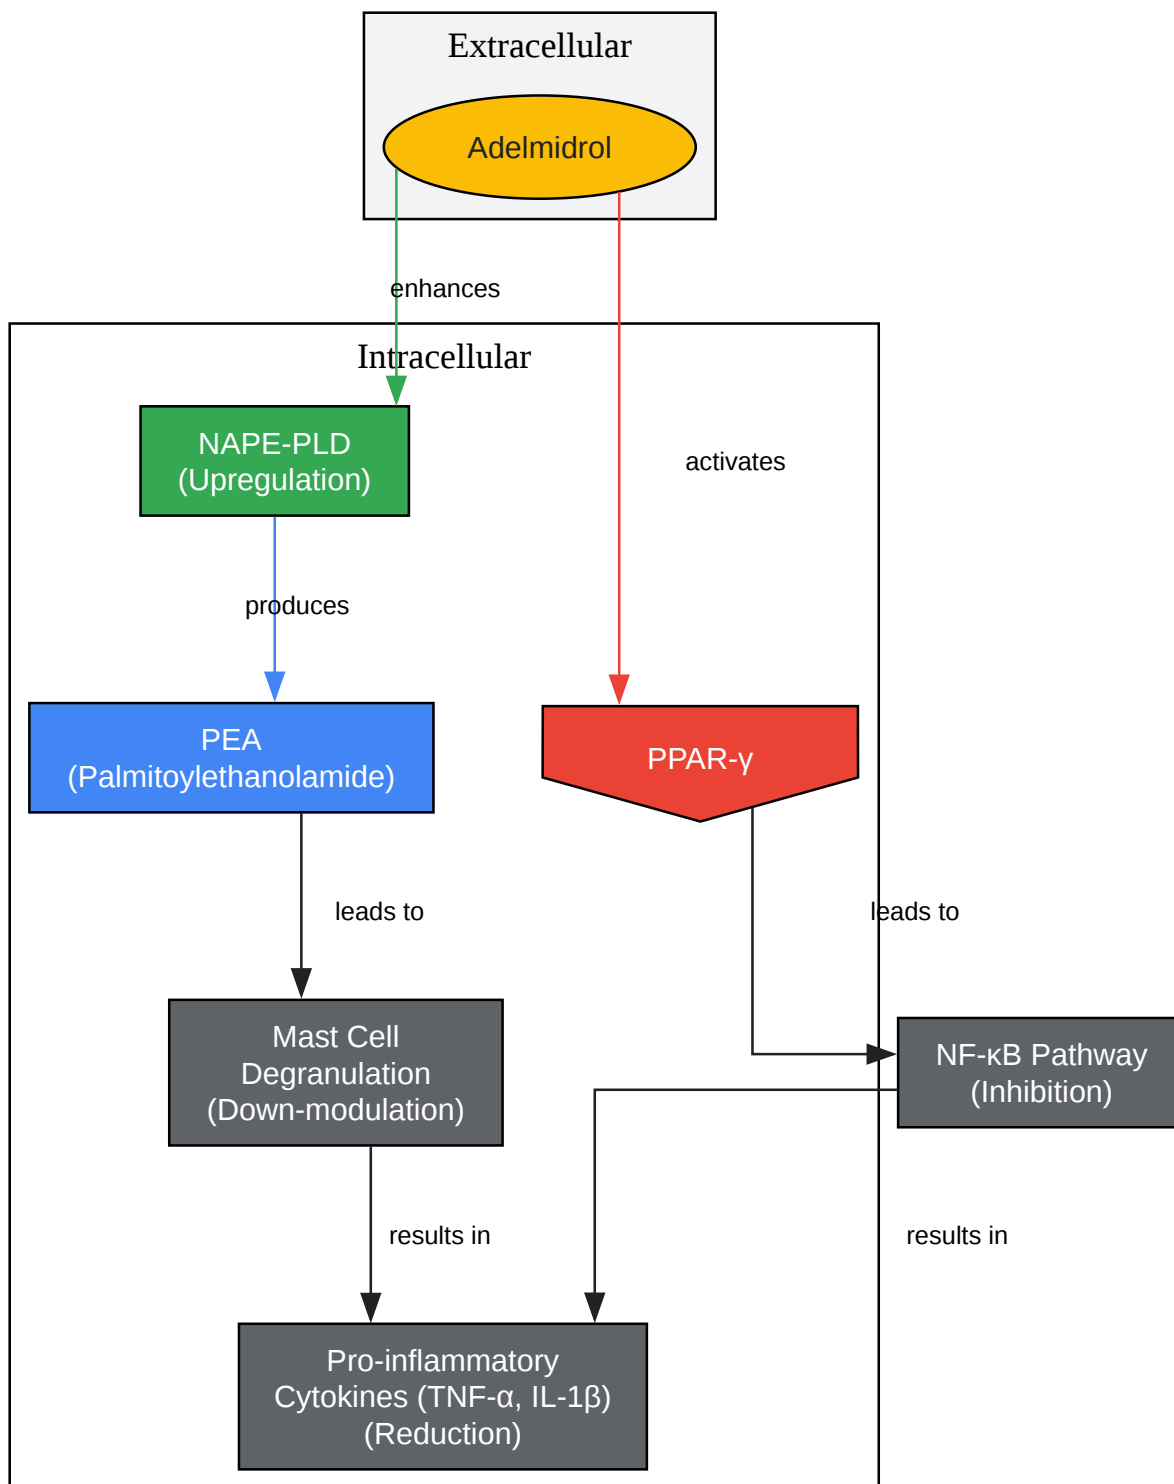 Extracellular
Adelmidrol
enhances
Intracellular
NAPE-PLD
(Upregulation)
activates
produces
PEA
(Palmitoylethanolamide)
PPAR-γ
leads to
leads to
Mast Cell
Degranulation
(Down-modulation)
NF-κB Pathway
(Inhibition)
results in
results in
Pro-inflammatory
Cytokines (TNF-α, IL-1β)
(Reduction)